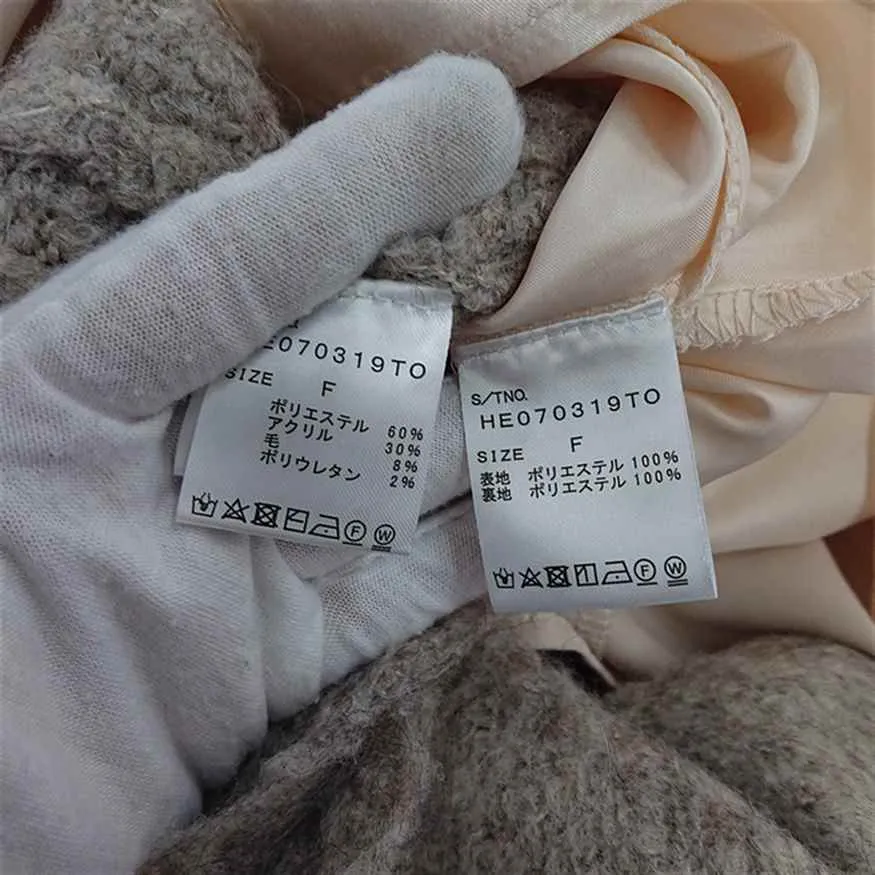 E070319TO
SIZE F
ポリエステル 60%
アクリル 30%
毛 8%
ポリウレタン 2%
F W
S/TNO.
HE070319TO
SIZE F
表地 ポリエステル 100%
裏地 ポリエステル 100%
F W